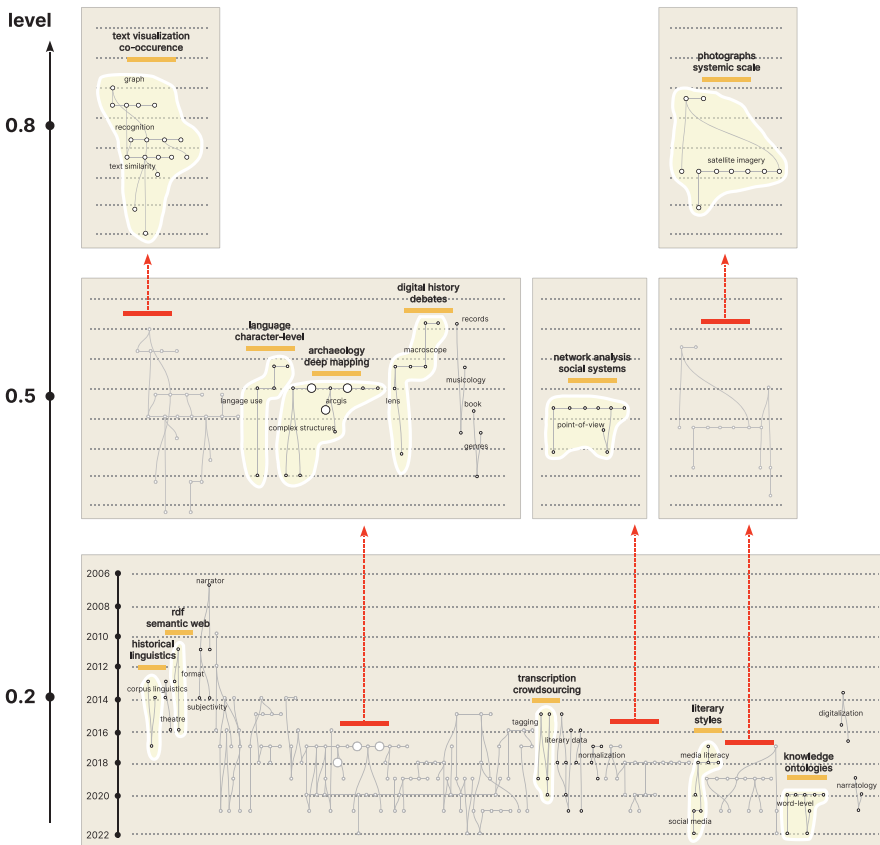 level
text visualization
co-occurence
graph
recognition
text similarity
photographs
systemic scale
satellite imagery
0.8
digital history
debates
records
language
character-level
archaeology
deep mapping
macroscope
musicology
network analysis
social systems
0.5
langage use
arcgis
lens
book
complex structures
genres
point-of-view
2006
narrator
2008
rdf
semantic web
2010
historical
linguistics
2012
format
corpus linguistics
transcription
crowdsourcing
0.2
2014
subjectivity
theatre
tagging
literary
styles
digitalization
2016
literary data
normalization
media literacy
knowledge
ontologies
2018
narratology
2020
word-level
social media
2022